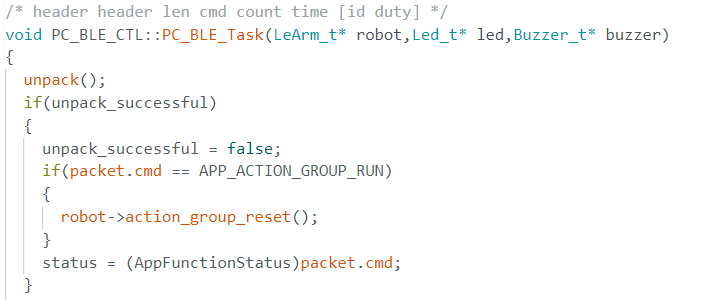 /* header header len cmd count time [id duty] */
void PC_BLE_CTL::PC_BLE_Task(LeArm_t* robot,Led_t* led,Buzzer_t* buzzer)
{
  unpack();
  if(unpack_successful)
  {
    unpack_successful = false;
    if(packet.cmd == APP_ACTION_GROUP_RUN)
    {
      robot->action_group_reset();
    }
    status = (AppFunctionStatus)packet.cmd;
  }